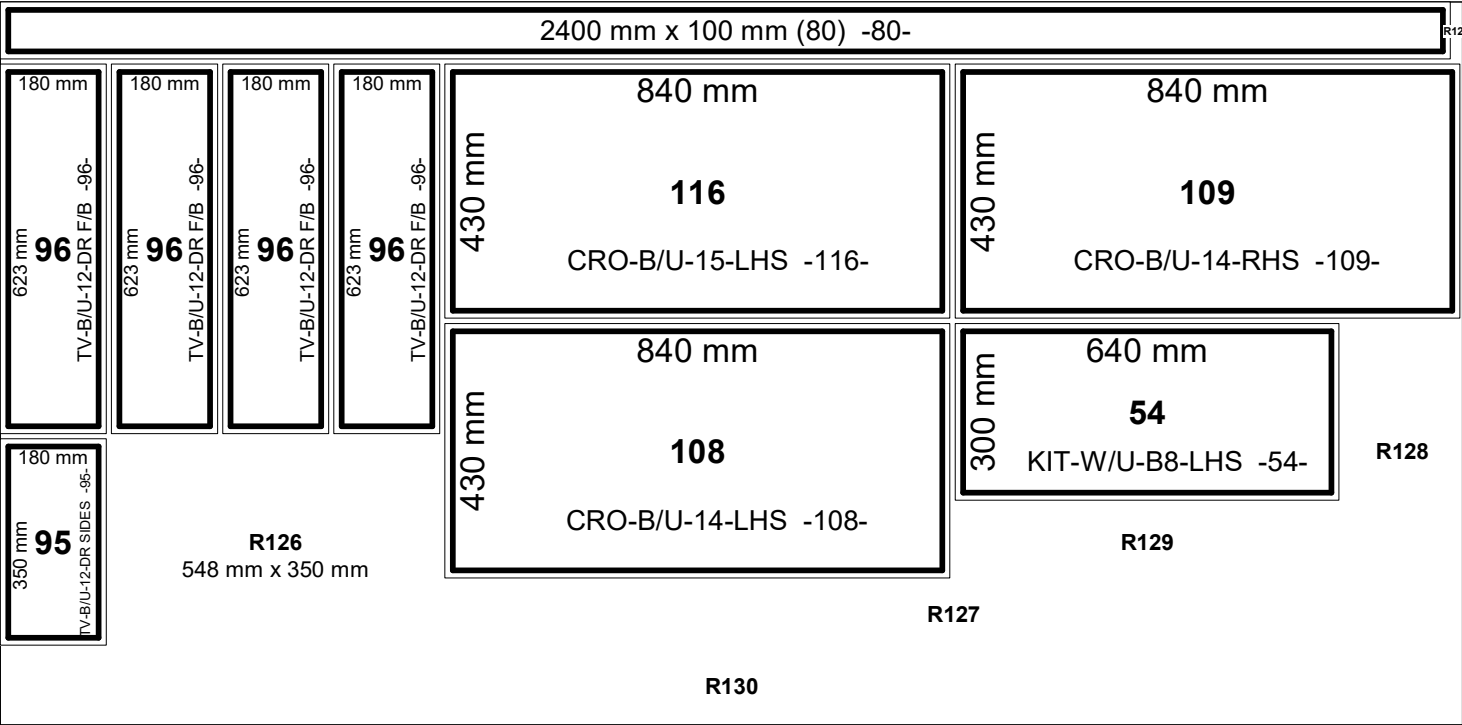 2400 mm x 100 mm (80)  -80-
R12
180 mm
623 mm
96
TV-B/U-12-DR F/B  -96-
180 mm
623 mm
96
TV-B/U-12-DR F/B  -96-
180 mm
623 mm
96
TV-B/U-12-DR F/B  -96-
180 mm
623 mm
96
TV-B/U-12-DR F/B  -96-
840 mm
430 mm
116
CRO-B/U-15-LHS  -116-
840 mm
430 mm
109
CRO-B/U-14-RHS  -109-
840 mm
430 mm
108
CRO-B/U-14-LHS  -108-
640 mm
300 mm
54
KIT-W/U-B8-LHS  -54-
R128
180 mm
350 mm
95
TV-B/U-12-DR SIDES  -95-
R126
548 mm x 350 mm
R129
R127
R130